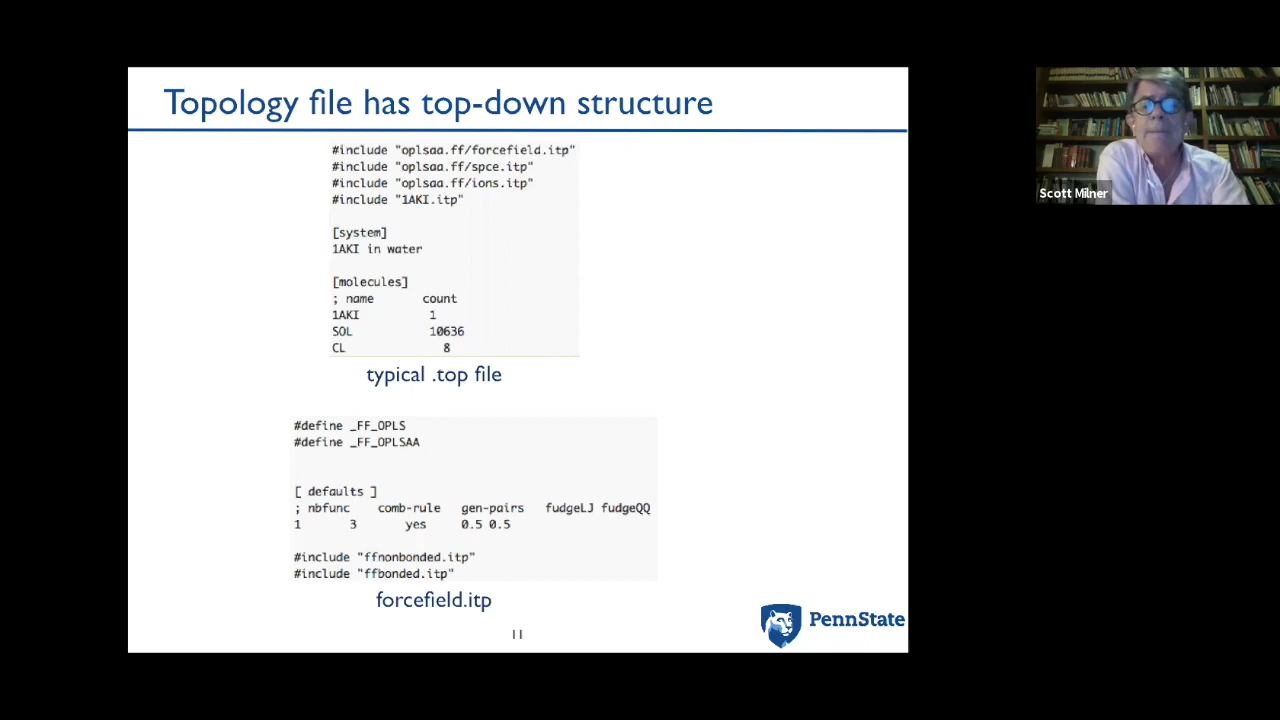 Topology file has top-down structure
#include "oplsaa.ff/forcefield.itp"
#include "oplsaa.ff/spce.itp"
#include "oplsaa.ff/ions.itp"
#include "1AKI.itp"
[system]
1AKI in water
[molecules]
; name count
1AKI 1
SOL 10636
CL 8
typical .top file
#define _FF_OPLS
#define _FF_OPLSAA
[ defaults ]
; nbfunc comb-rule gen-pairs fudgeLJ fudgeQQ
1 3 yes 0.5 0.5
#include "ffnonbonded.itp"
#include "ffbonded.itp"
forcefield.itp
11
PennState
Scott Milner